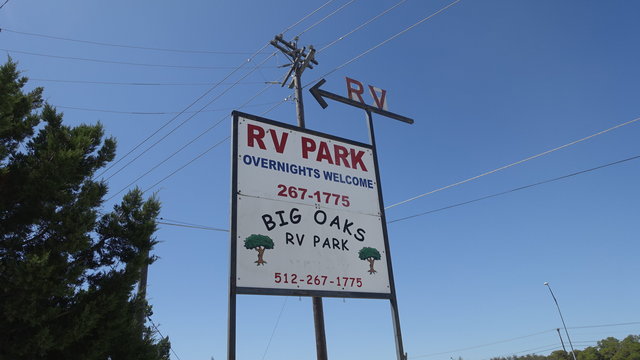 RV
RV PARK
OVERNIGHTS WELCOME
267-1775
BIG OAKS
RV PARK
512-267-1775